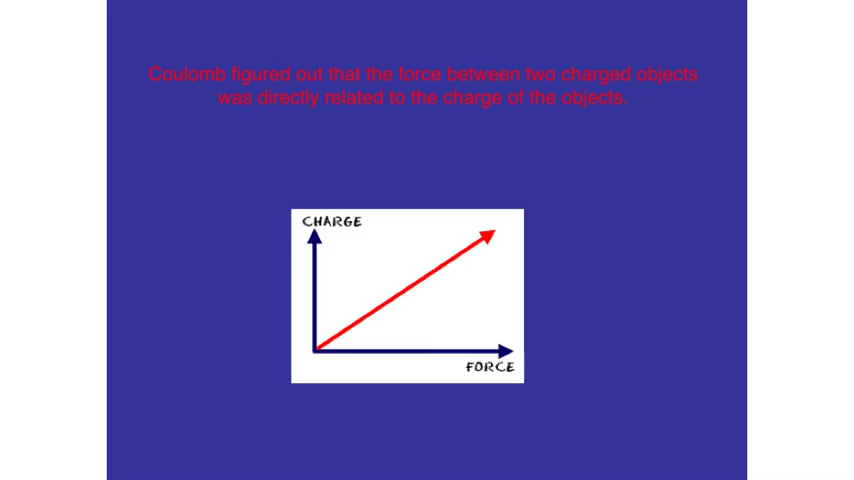 Coulomb figured out that the force between two charged objects
was directly related to the charge of the objects.
CHARGE
FORCE